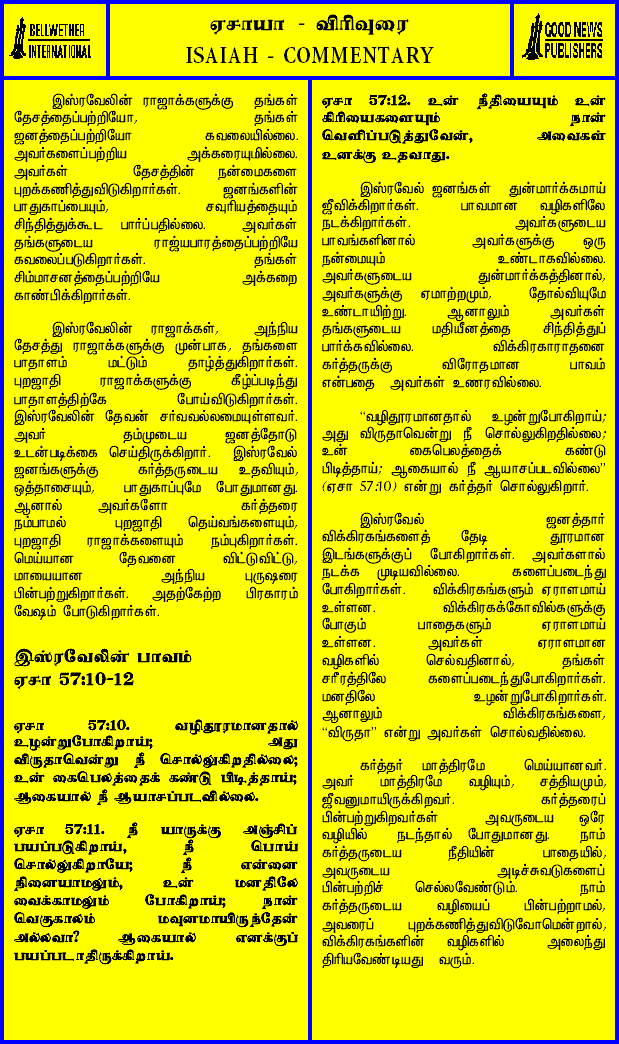 BELLWETHER
INTERNATIONAL
ஏசாயா - விரிவுரை
ISAIAH - COMMENTARY
GOOD NEWS
PUBLISHERS
இஸ்ரவேலின் ராஜாக்களுக்கு தங்கள்
தேசத்தைப்பற்றியோ, தங்கள்
ஜனத்தைப்பற்றியோ கவலையில்லை.
அவர்களைப்பற்றிய அக்கரையுமில்லை.
அவர்கள் தேசத்தின் நன்மைகளை
புறக்கணித்துவிடுகிறார்கள். ஜனங்களின்
பாதுகாப்பையும், சவுரியத்தையும்
சிந்தித்துக்கூட பார்ப்பதில்லை. அவர்கள்
தங்களுடைய ராஜ்யபாரத்தைப்பற்றியே
கவலைப்படுகிறார்கள். தங்கள்
சிம்மாசனத்தைப்பற்றியே அக்கறை
காண்பிக்கிறார்கள்.
இஸ்ரவேலின் ராஜாக்கள், அந்நிய
தேசத்து ராஜாக்களுக்கு முன்பாக, தங்களை
பாதாளம் மட்டும் தாழ்த்துகிறார்கள்.
புறஜாதி ராஜாக்களுக்கு கீழ்ப்படிந்து
பாதாளத்திற்கே போய்விடுகிறார்கள்.
இஸ்ரவேலின் தேவன் சர்வவல்லமையுள்ளவர்.
அவர் தம்முடைய ஜனத்தோடு
உடன்படிக்கை செய்திருக்கிறார். இஸ்ரவேல்
ஜனங்களுக்கு கர்த்தருடைய உதவியும்,
ஒத்தாசையும், பாதுகாப்புமே போதுமானது.
ஆனால் அவர்களோ கர்த்தரை
நம்பாமல் புறஜாதி தெய்வங்களையும்,
புறஜாதி ராஜாக்களையும் நம்புகிறார்கள்.
மெய்யான தேவனை விட்டுவிட்டு,
மாயையான அந்நிய புருஷரை
பின்பற்றுகிறார்கள். அதற்கேற்ற பிரகாரம்
வேஷம் போடுகிறார்கள்.
இஸ்ரவேலின் பாவம்
ஏசா 57:10-12
ஏசா 57:10. வழிதூரமானதால்
உழன்றுபோகிறாய்; அது
விருதாவென்று நீ சொல்லுகிறதில்லை;
உன் கைபெலத்தைக் கண்டு பிடித்தாய்;
ஆகையால் நீ ஆயாசப்படவில்லை.
ஏசா 57:11. நீ யாருக்கு அஞ்சிப்
பயப்படுகிறாய், நீ பொய்
சொல்லுகிறாயே; நீ என்னை
நினையாமலும், உன் மனதிலே
வைக்காமலும் போகிறாய்; நான்
வெகுகாலம் மவுனமாயிருந்தேன்
அல்லவா? ஆகையால் எனக்குப்
பயப்படாதிருக்கிறாய்.
ஏசா 57:12. உன் நீதியையும் உன்
கிரியைகளையும் நான்
வெளிப்படுத்துவேன், அவைகள்
உனக்கு உதவாது.
இஸ்ரவேல் ஜனங்கள் துன்மார்க்கமாய்
ஜீவிக்கிறார்கள். பாவமான வழிகளிலே
நடக்கிறார்கள். அவர்களுடைய
பாவங்களினால் அவர்களுக்கு ஒரு
நன்மையும் உண்டாகவில்லை.
அவர்களுடைய துன்மார்க்கத்தினால்,
அவர்களுக்கு ஏமாற்றமும், தோல்வியுமே
உண்டாயிற்று. ஆனாலும் அவர்கள்
தங்களுடைய மதியீனத்தை சிந்தித்துப்
பார்க்கவில்லை. விக்கிரகாராதனை
கர்த்தருக்கு விரோதமான பாவம்
என்பதை அவர்கள் உணரவில்லை.
“வழிதூரமானதால் உழன்றுபோகிறாய்;
அது விருதாவென்று நீ சொல்லுகிறதில்லை;
உன் கைபெலத்தைக் கண்டு
பிடித்தாய்; ஆகையால் நீ ஆயாசப்படவில்லை”
(ஏசா 57:10) என்று கர்த்தர் சொல்லுகிறார்.
இஸ்ரவேல் ஜனத்தார்
விக்கிரகங்களைத் தேடி தூரமான
இடங்களுக்குப் போகிறார்கள். அவர்களால்
நடக்க முடியவில்லை. களைப்படைந்து
போகிறார்கள். விக்கிரகங்களும் ஏராளமாய்
உள்ளன. விக்கிரகக்கோவில்களுக்கு
போகும் பாதைகளும் ஏராளமாய்
உள்ளன. அவர்கள் ஏராளமான
வழிகளில் செல்வதினால், தங்கள்
சரீரத்திலே களைப்படைந்துபோகிறார்கள்.
மனதிலே உழன்றுபோகிறார்கள்.
ஆனாலும் விக்கிரகங்களை,
“விருதா” என்று அவர்கள் சொல்வதில்லை.
கர்த்தர் மாத்திரமே மெய்யானவர்.
அவர் மாத்திரமே வழியும், சத்தியமும்,
ஜீவனுமாயிருக்கிறவர். கர்த்தரைப்
பின்பற்றுகிறவர்கள் அவருடைய ஒரே
வழியில் நடந்தால் போதுமானது. நாம்
கர்த்தருடைய நீதியின் பாதையில்,
அவருடைய அடிச்சுவடுகளைப்
பின்பற்றிச் செல்லவேண்டும். நாம்
கர்த்தருடைய வழியைப் பின்பற்றாமல்,
அவரைப் புறக்கணித்துவிடுவோமென்றால்,
விக்கிரகங்களின் வழிகளில் அலைந்து
திரியவேண்டியது வரும்.